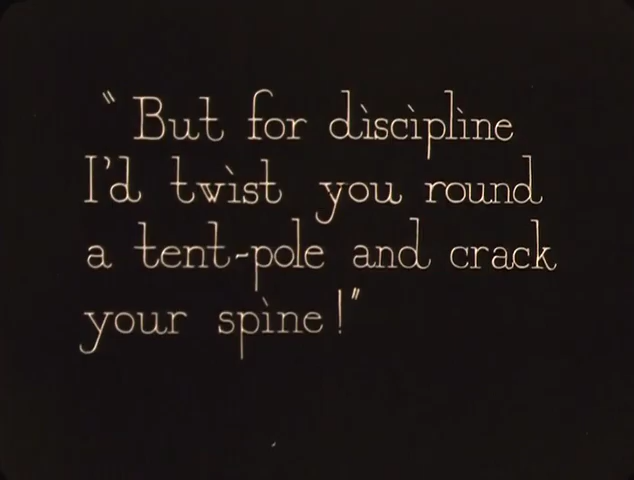 "But for discipline
I'd twist you round
a tent-pole and crack
your spine!"